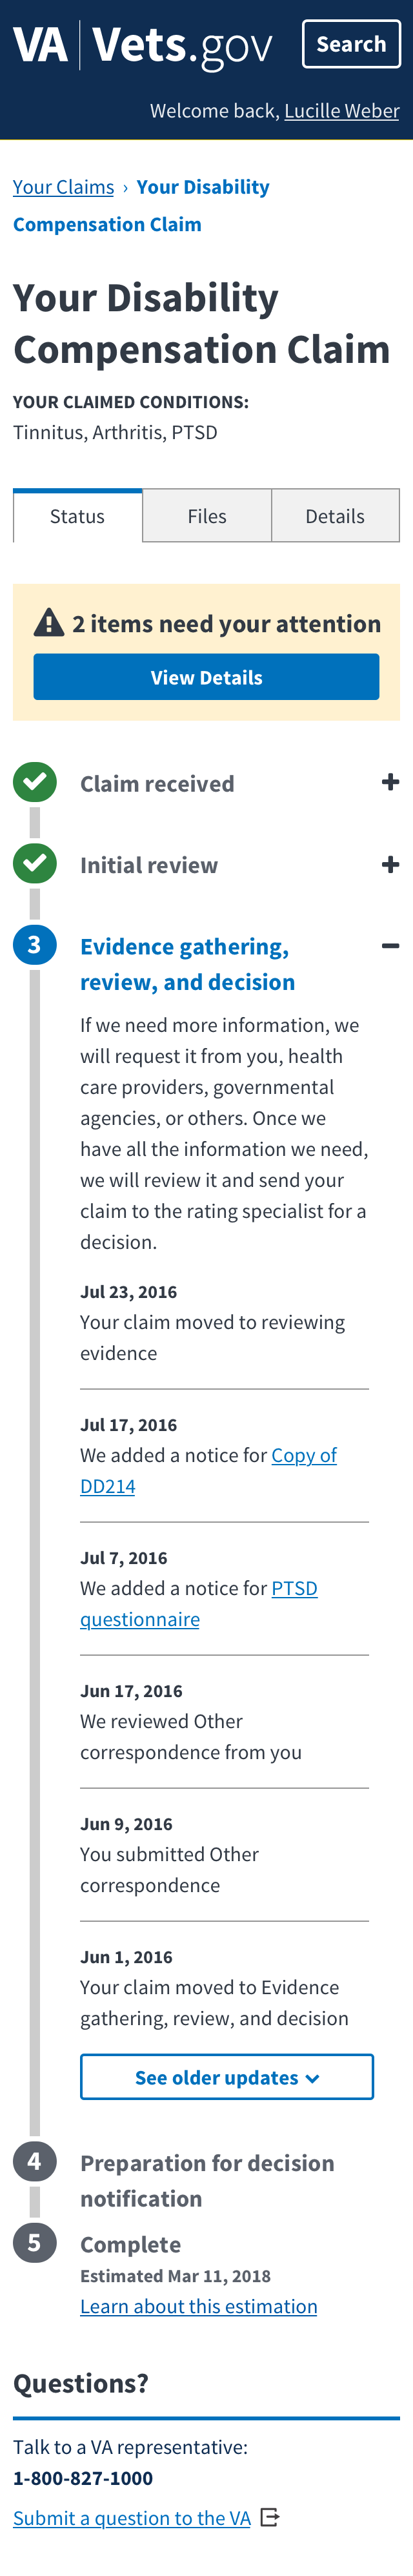 VA | Vets.gov
Search
Welcome back, Lucille Weber
Your Claims › Your Disability
Compensation Claim
Your Disability
Compensation Claim
YOUR CLAIMED CONDITIONS:
Tinnitus, Arthritis, PTSD
Status
Files
Details
2 items need your attention
View Details
Claim received
Initial review
3
Evidence gathering,
review, and decision
If we need more information, we
will request it from you, health
care providers, governmental
agencies, or others. Once we
have all the information we need,
we will review it and send your
claim to the rating specialist for a
decision.
Jul 23, 2016
Your claim moved to reviewing
evidence
Jul 17, 2016
We added a notice for Copy of
DD214
Jul 7, 2016
We added a notice for PTSD
questionnaire
Jun 17, 2016
We reviewed Other
correspondence from you
Jun 9, 2016
You submitted Other
correspondence
Jun 1, 2016
Your claim moved to Evidence
gathering, review, and decision
See older updates
4
Preparation for decision
notification
5
Complete
Estimated Mar 11, 2018
Learn about this estimation
Questions?
Talk to a VA representative:
1-800-827-1000
Submit a question to the VA